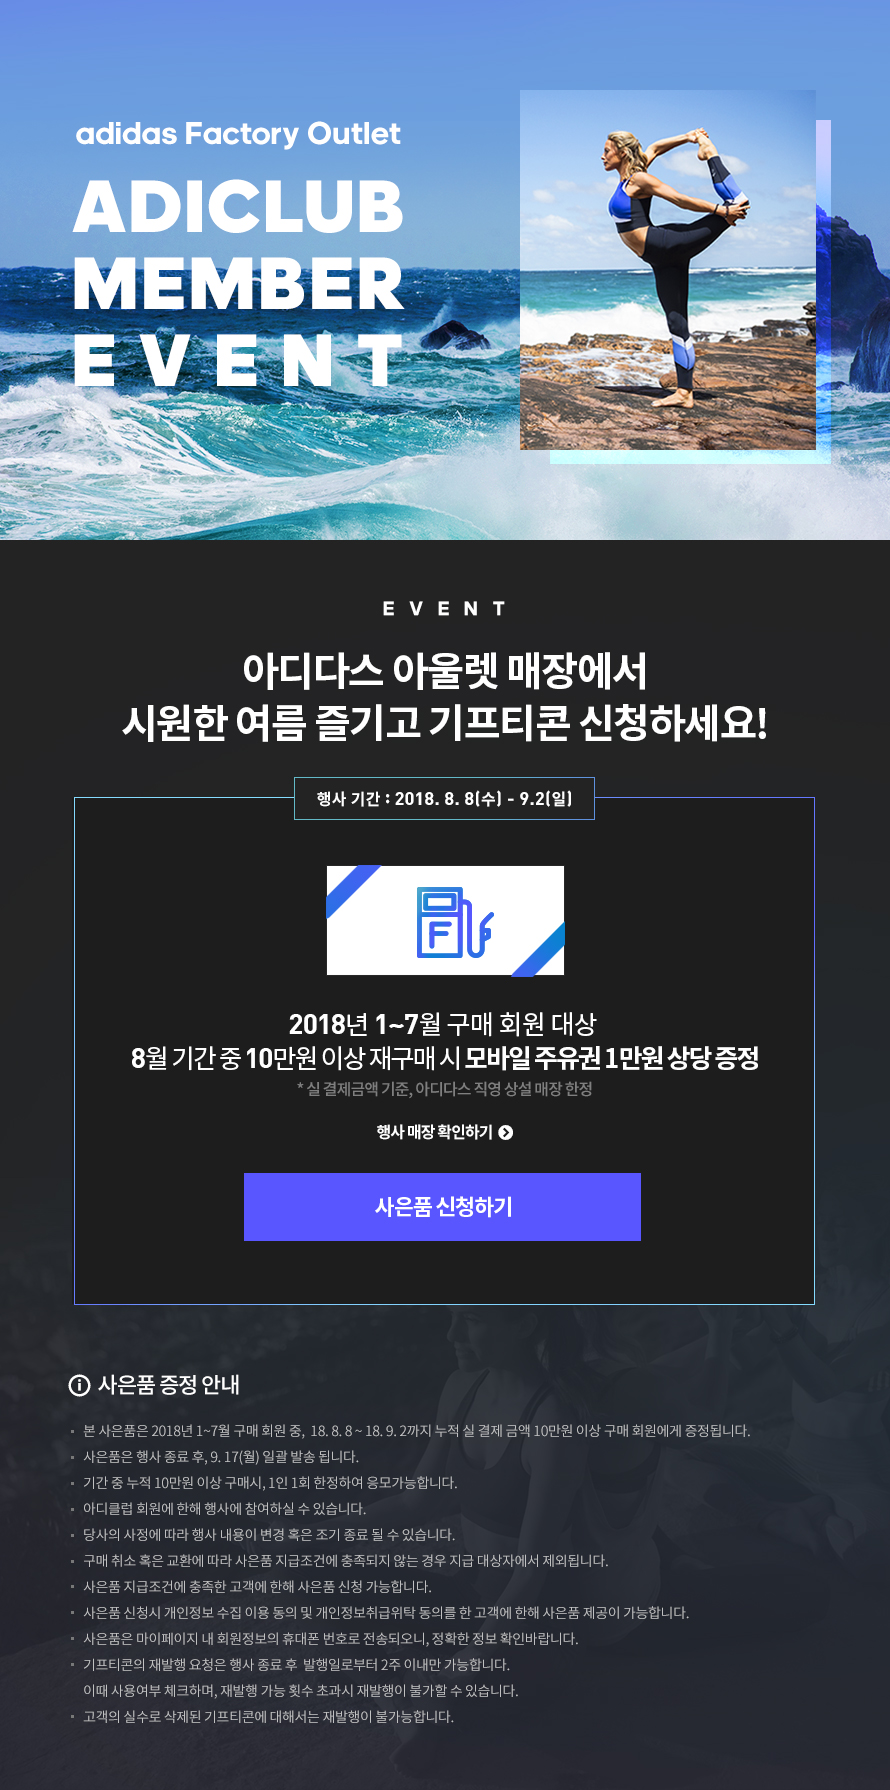 adidas Factory Outlet
ADICLUB
MEMBER
EVENT
EVENT
아디다스 아울렛 매장에서
시원한 여름 즐기고 기프티콘 신청하세요!
행사 기간 : 2018. 8. 8(수) - 9.2(일)
F
2018년 1~7월 구매 회원 대상
8월 기간 중 10만원 이상 재구매 시 모바일 주유권 1만원 상당 증정
* 실 결제금액 기준, 아디다스 직영 상설 매장 한정
행사 매장 확인하기
사은품 신청하기
사은품 증정 안내
본 사은품은 2018년 1~7월 구매 회원 중, 18. 8. 8 ~ 18. 9. 2까지 누적 실 결제 금액 10만원 이상 구매 회원에게 증정됩니다.
사은품은 행사 종료 후, 9. 17(월) 일괄 발송 됩니다.
기간 중 누적 10만원 이상 구매시, 1인 1회 한정하여 응모가능합니다.
아디클럽 회원에 한해 행사에 참여하실 수 있습니다.
당사의 사정에 따라 행사 내용이 변경 혹은 조기 종료 될 수 있습니다.
구매 취소 혹은 교환에 따라 사은품 지급조건에 충족되지 않는 경우 지급 대상자에서 제외됩니다.
사은품 지급조건에 충족한 고객에 한해 사은품 신청 가능합니다.
사은품 신청시 개인정보 수집 이용 동의 및 개인정보취급위탁 동의를 한 고객에 한해 사은품 제공이 가능합니다.
사은품은 마이페이지 내 회원정보의 휴대폰 번호로 전송되오니, 정확한 정보 확인바랍니다.
기프티콘의 재발행 요청은 행사 종료 후 발행일로부터 2주 이내만 가능합니다.
이때 사용여부 체크하며, 재발행 가능 횟수 초과시 재발행이 불가할 수 있습니다.
고객의 실수로 삭제된 기프티콘에 대해서는 재발행이 불가능합니다.